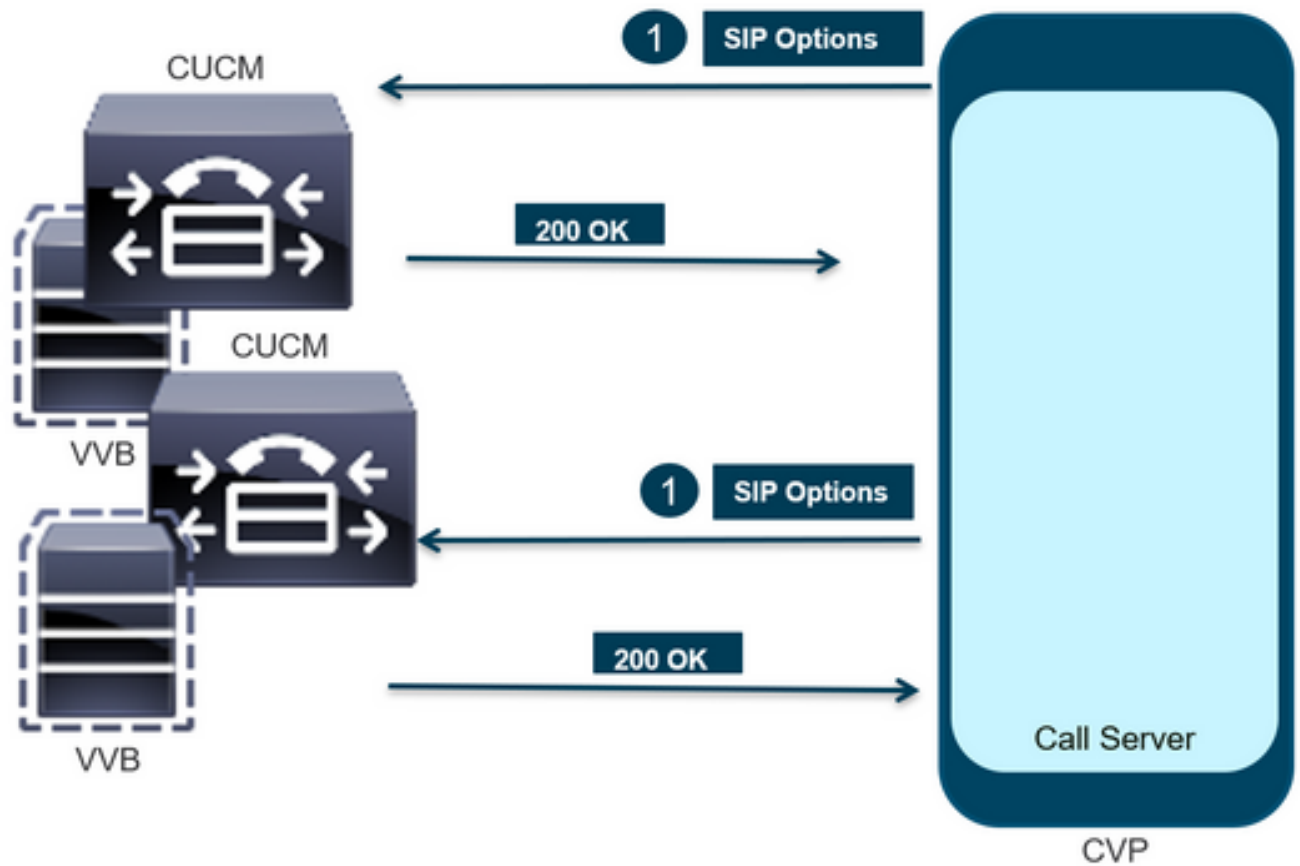 1 SIP Options
CUCM
200 OK
CUCM
VVB
1 SIP Options
200 OK
Call Server
VVB
CVP